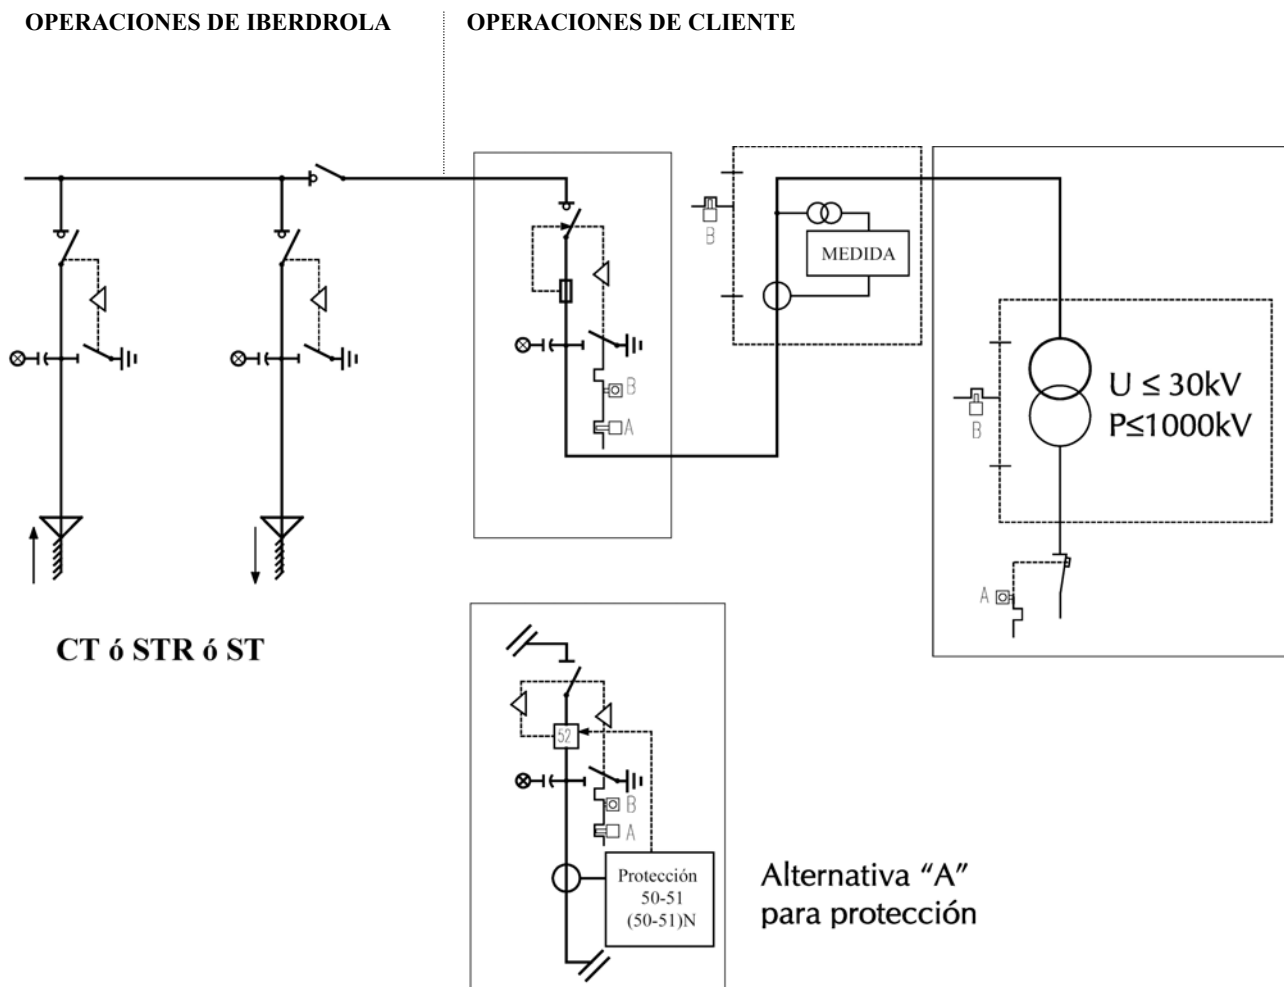 OPERACIONES DE IBERDROLA
OPERACIONES DE CLIENTE
B
MEDIDA
B
A
B
U ≤ 30kV
P≤1000kV
A
CT ó STR ó ST
52
B
A
Protección
50-51
(50-51)N
Alternativa “A”
para protección